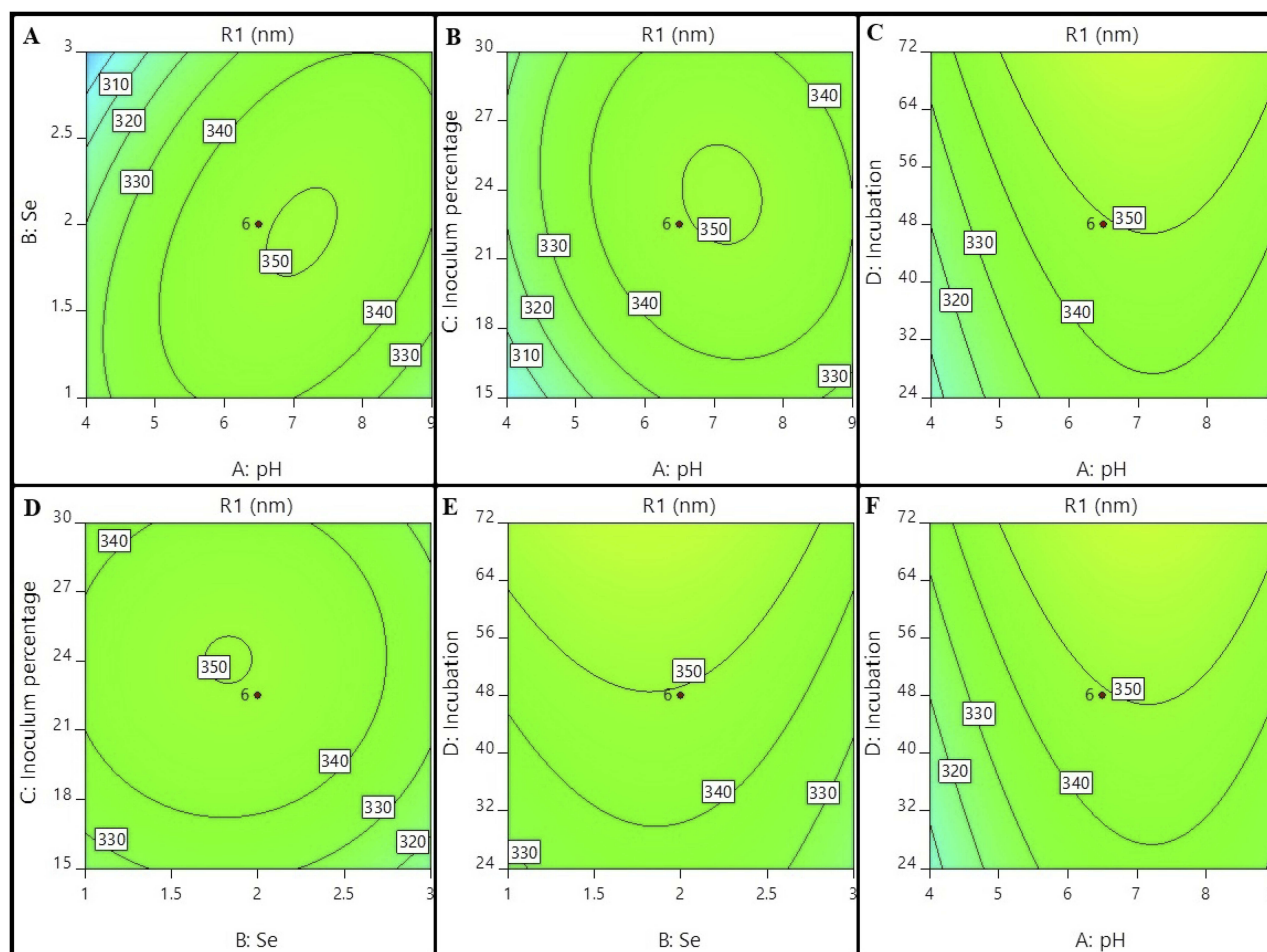 A
R1 (nm)
3
2.5
2
1.5
1
B: Se
310
320
330
340
6
350
340
330
4 5 6 7 8 9
A: pH
B
R1 (nm)
30
27
24
21
18
15
C: Inoculum percentage
340
6
350
330
340
320
310
330
4 5 6 7 8 9
A: pH
C
R1 (nm)
72
64
56
48
40
32
24
D: Incubation
6
350
330
340
320
4 5 6 7 8
A: pH
D
R1 (nm)
30
27
24
21
18
15
C: Inoculum percentage
340
350
6
340
330
330
320
1 1.5 2 2.5 3
B: Se
E
R1 (nm)
72
64
56
48
40
32
24
D: Incubation
350
6
340
330
330
1 1.5 2 2.5 3
B: Se
F
R1 (nm)
72
64
56
48
40
32
24
D: Incubation
6
350
330
340
320
4 5 6 7 8
A: pH